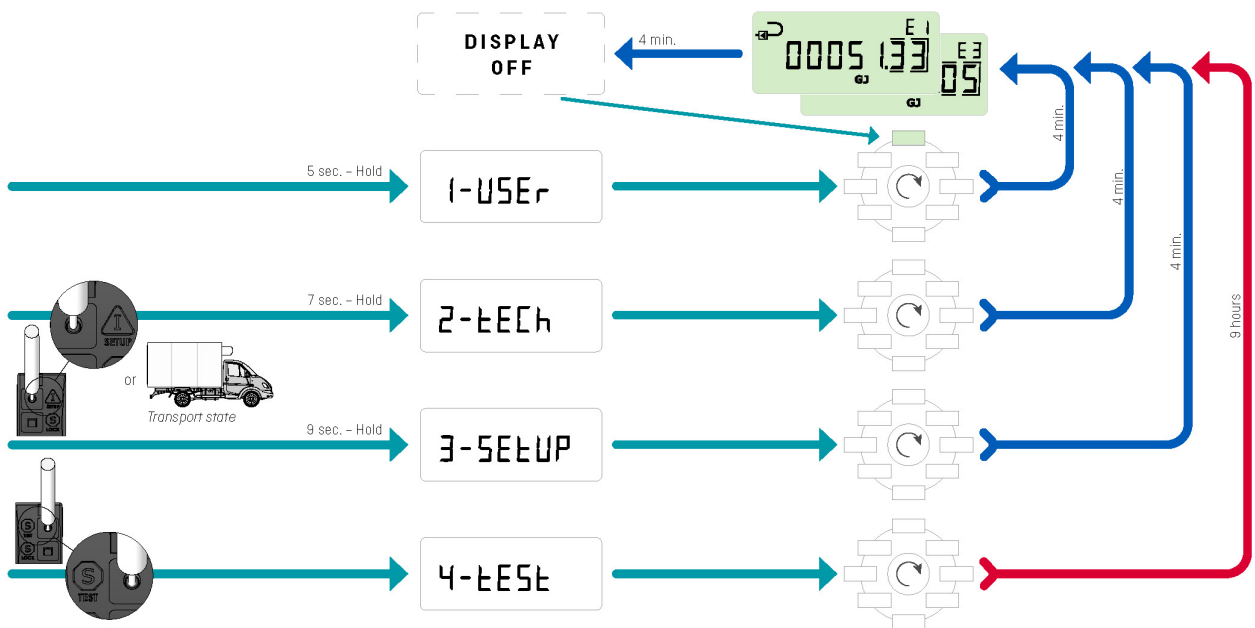 DISPLAY
OFF
4 min.
E1
00051.33
GJ
E3
05
GJ
5 sec. – Hold
1-USEr
4 min.
7 sec. – Hold
2-tECh
4 min.
I
SETUP
or
Transport state
9 sec. – Hold
3-SEtUP
4 min.
S
TEST
4-tESt
9 hours